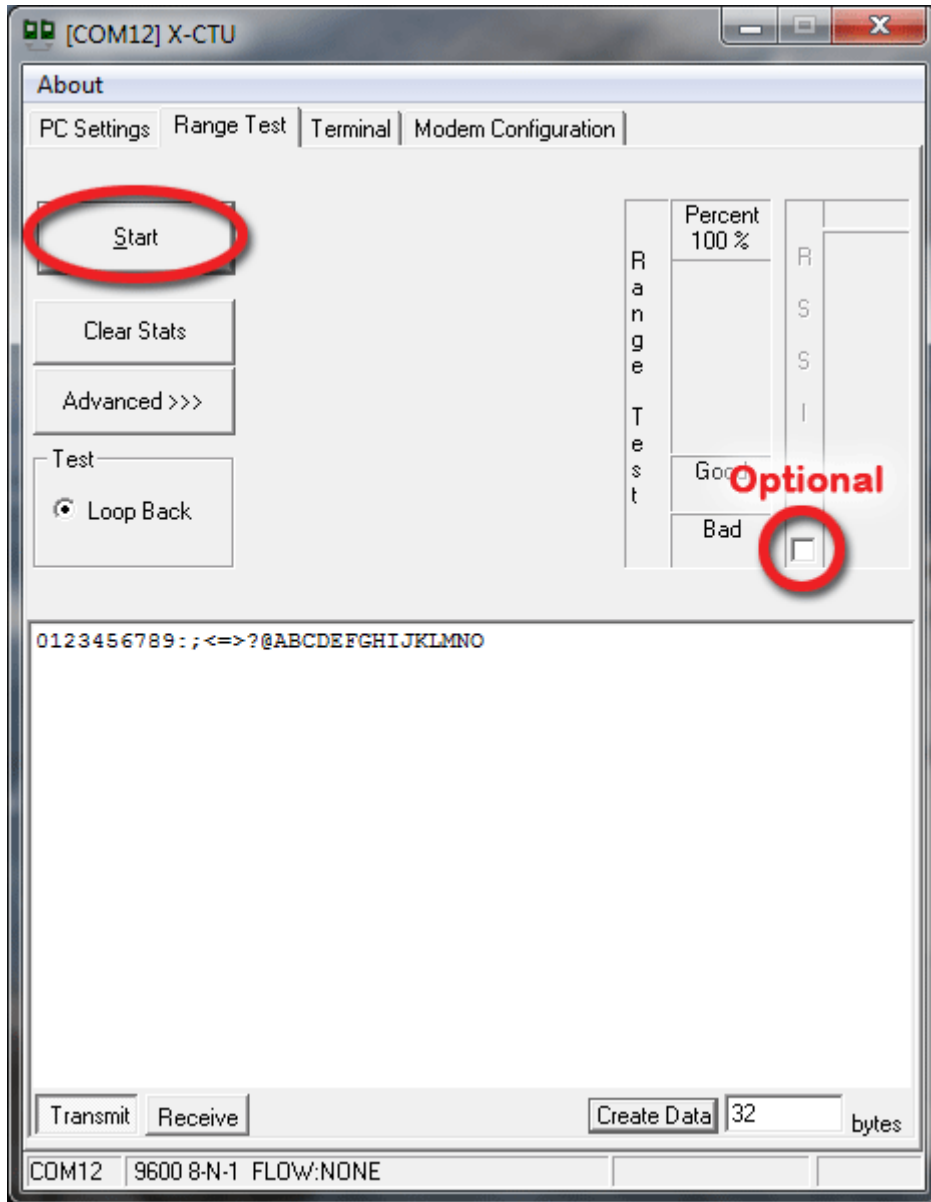 [COM12] X-CTU
About
PC Settings Range Test Terminal Modem Configuration
Start
Clear Stats
Advanced >>>
Test
Loop Back
Range Test
Percent
100 %
Good
Bad
RSSI
Optional
0123456789:;<=>?@ABCDEFGHIJKLMNO
Transmit Receive Create Data 32 bytes
COM12 9600 8-N-1 FLOW:NONE